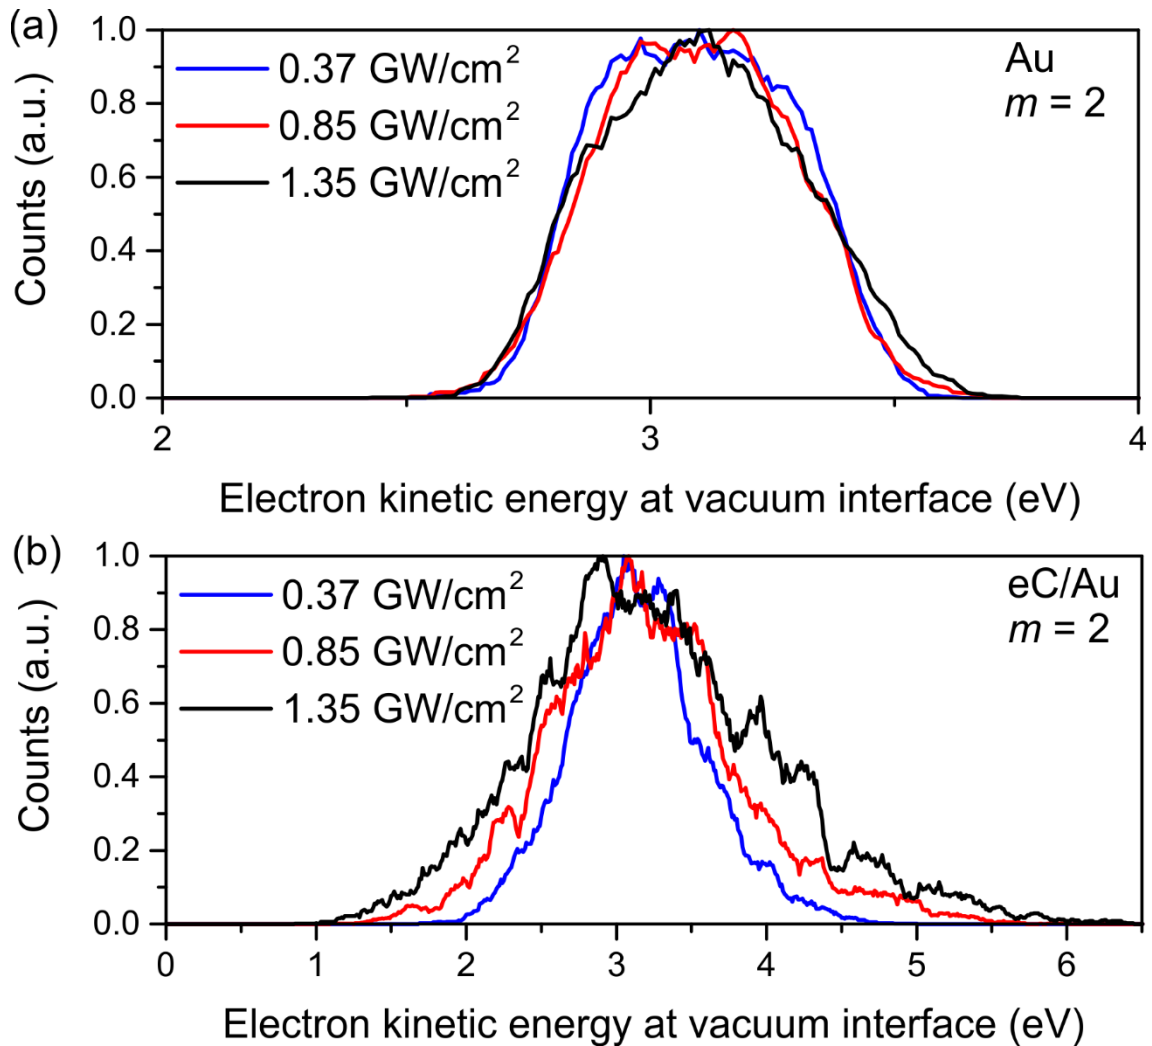 (a)
1.0
0.8
0.6
0.4
0.2
0.0
Counts (a.u.)
0.37 GW/cm²
0.85 GW/cm²
1.35 GW/cm²
Au
m = 2
2
3
4
Electron kinetic energy at vacuum interface (eV)
(b)
1.0
0.8
0.6
0.4
0.2
0.0
Counts (a.u.)
0.37 GW/cm²
0.85 GW/cm²
1.35 GW/cm²
eC/Au
m = 2
0
1
2
3
4
5
6
Electron kinetic energy at vacuum interface (eV)